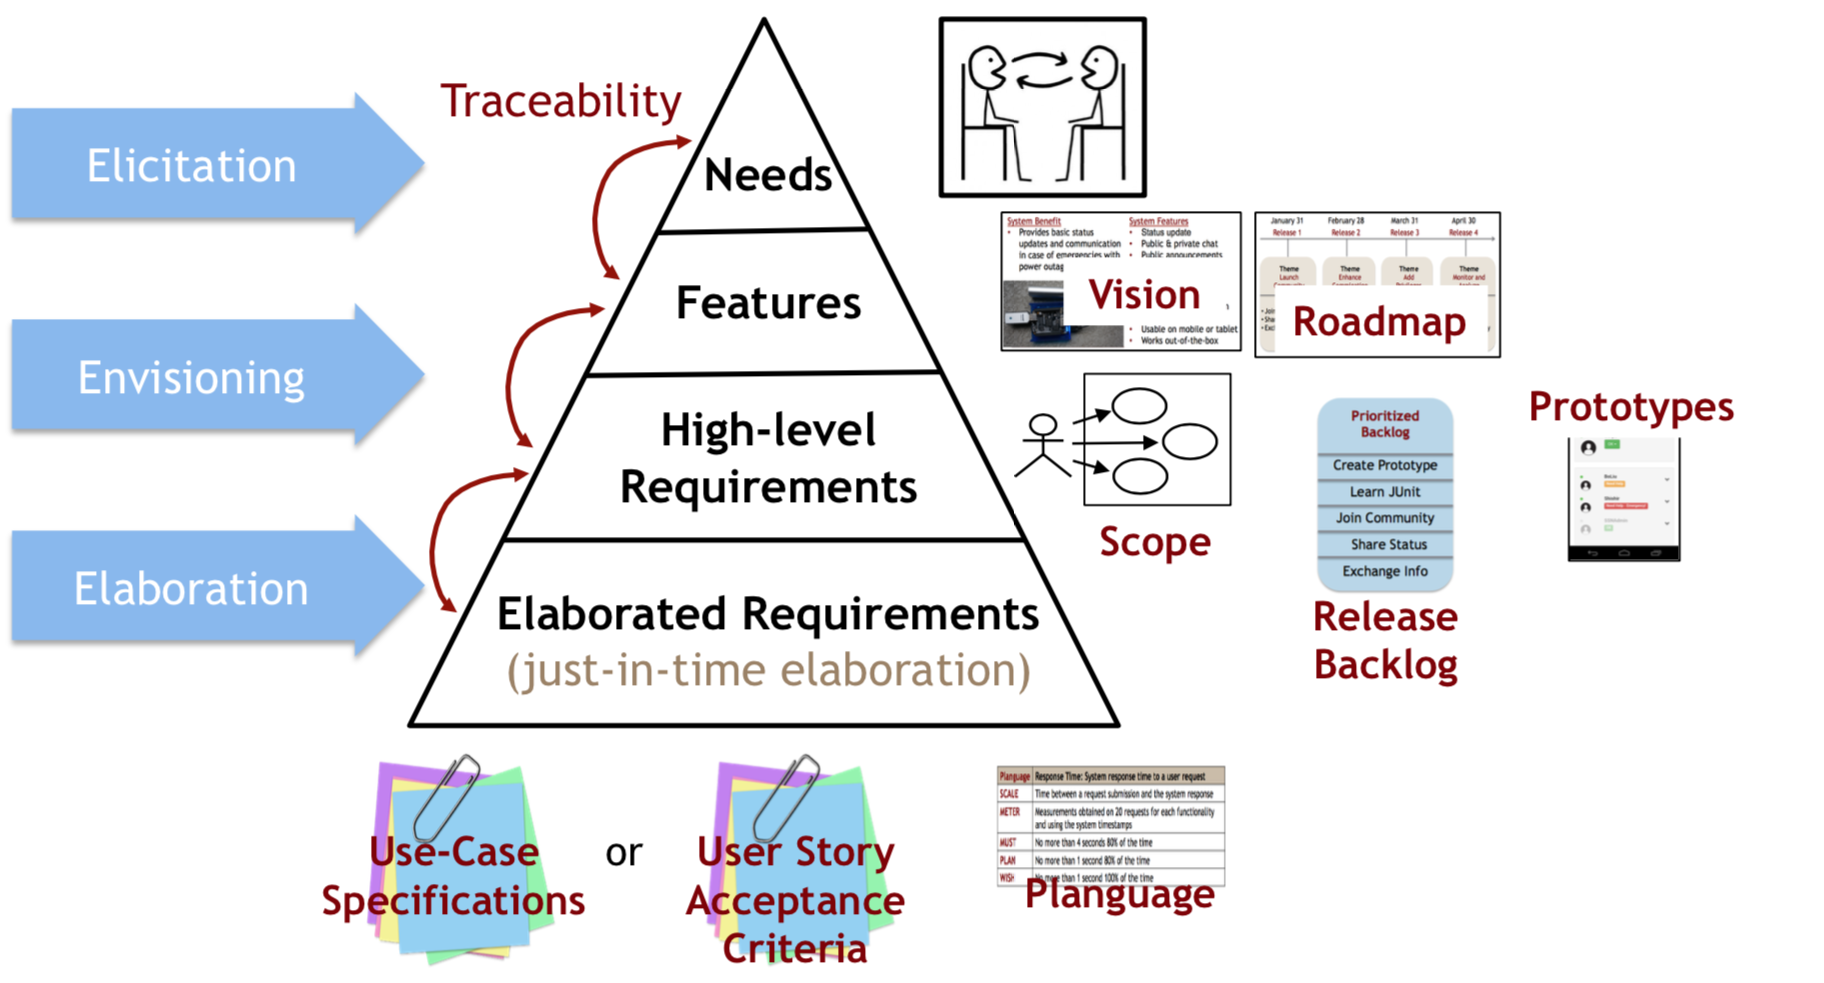 Traceability
Elicitation
Needs
System Benefit
• Provides basic status
updates and communication
in case of emergencies with
power outag
System Features
• Status update
• Public & private chat
• Public announcements
Vision
• Usable on mobile or tablet
• Works out-of-the-box
January 31
February 28
March 31
April 30
Release 1
Release 2
Release 3
Release 4
Theme
Launch
Theme
Enhance
Theme
Add
Theme
Monitor and
Roadmap
Features
Envisioning
High-level
Requirements
Scope
Prioritized
Backlog
Create Prototype
Learn JUnit
Join Community
Share Status
Exchange Info
Release
Backlog
Prototypes
Elaboration
Elaborated Requirements
(just-in-time elaboration)
Use-Case
Specifications
or
User Story
Acceptance
Criteria
Planguage Response Time: System response time to a user request
SCALE Time between a request submission and the system response
METER Measurements obtained on 20 requests for each functionality
and using the system timestamps
MUST No more than 4 seconds 80% of the time
PLAN No more than 1 second 80% of the time
WISH No more than 1 second 100% of the time
Planguage